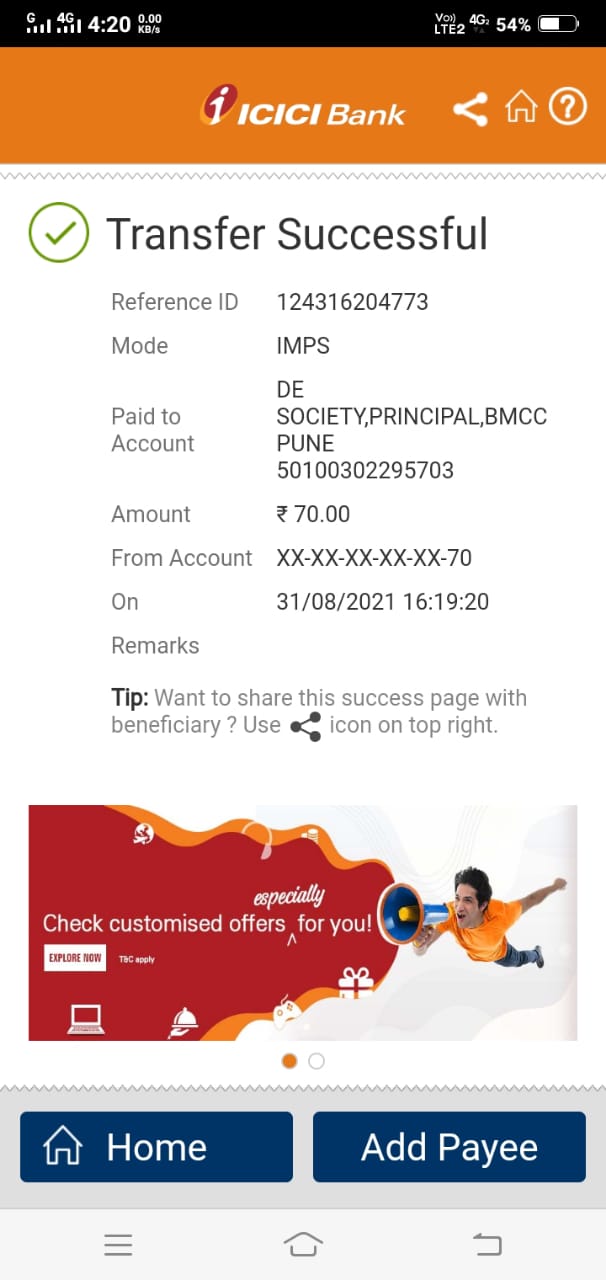 G 4G 4:20 0.00 KB/s Vo) LTE2 4G2 54%
i ICICI Bank
Transfer Successful
Reference ID 124316204773
Mode IMPS
Paid to Account DE
SOCIETY,PRINCIPAL,BMCC
PUNE
50100302295703
Amount ₹ 70.00
From Account XX-XX-XX-XX-XX-70
On 31/08/2021 16:19:20
Remarks
Tip: Want to share this success page with
beneficiary ? Use icon on top right.
especially
Check customised offers ^ for you!
EXPLORE NOW T&C apply
Home Add Payee